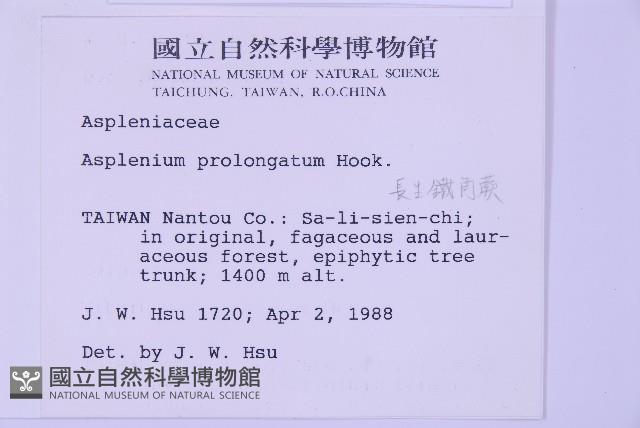 國立自然科學博物館
NATIONAL MUSEUM OF NATURAL SCIENCE
TAICHUNG, TAIWAN, R.O.CHINA
Aspleniaceae
Asplenium prolongatum Hook.
長生鐵角蕨
TAIWAN Nantou Co.: Sa-li-sien-chi;
in original, fagaceous and laur-
aceous forest, epiphytic tree
trunk; 1400 m alt.
J. W. Hsu 1720; Apr 2, 1988
Det. by J. W. Hsu
國立自然科學博物館
NATIONAL MUSEUM OF NATURAL SCIENCE